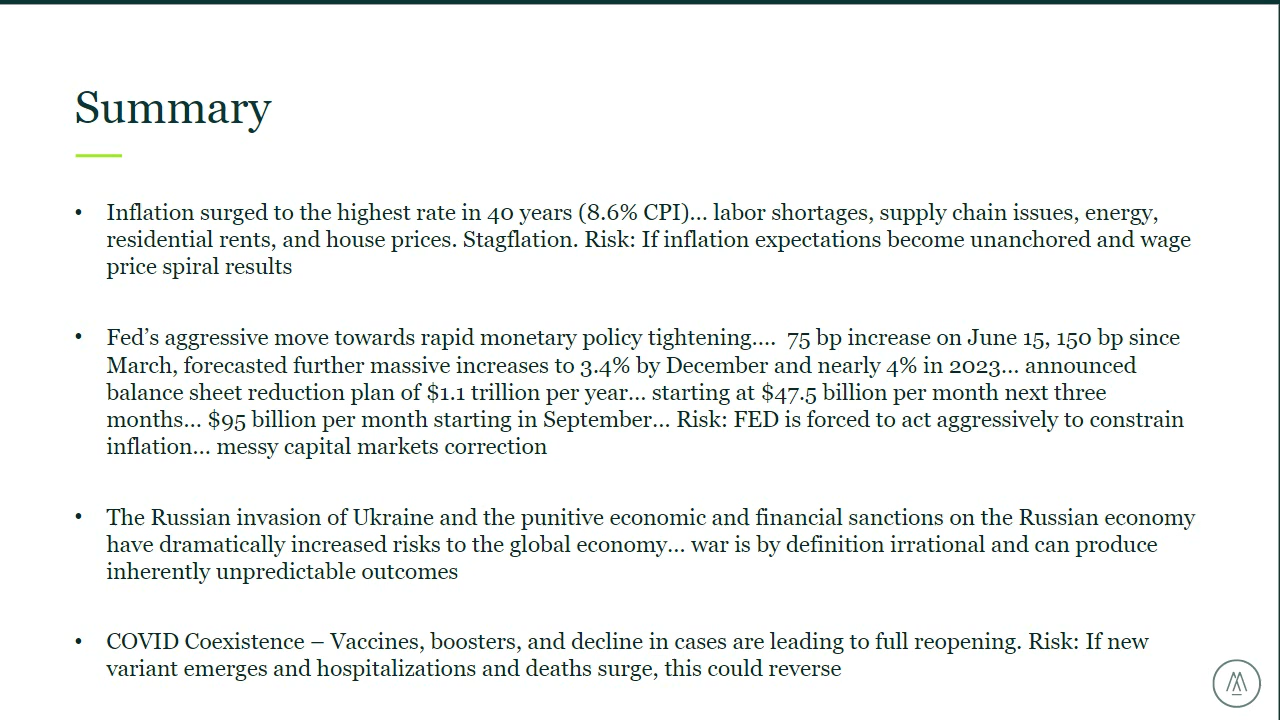 Summary
• Inflation surged to the highest rate in 40 years (8.6% CPI)... labor shortages, supply chain issues, energy,
residential rents, and house prices. Stagflation. Risk: If inflation expectations become unanchored and wage
price spiral results
• Fed’s aggressive move towards rapid monetary policy tightening....  75 bp increase on June 15, 150 bp since
March, forecasted further massive increases to 3.4% by December and nearly 4% in 2023... announced
balance sheet reduction plan of $1.1 trillion per year... starting at $47.5 billion per month next three
months... $95 billion per month starting in September... Risk: FED is forced to act aggressively to constrain
inflation... messy capital markets correction
• The Russian invasion of Ukraine and the punitive economic and financial sanctions on the Russian economy
have dramatically increased risks to the global economy... war is by definition irrational and can produce
inherently unpredictable outcomes
• COVID Coexistence – Vaccines, boosters, and decline in cases are leading to full reopening. Risk: If new
variant emerges and hospitalizations and deaths surge, this could reverse